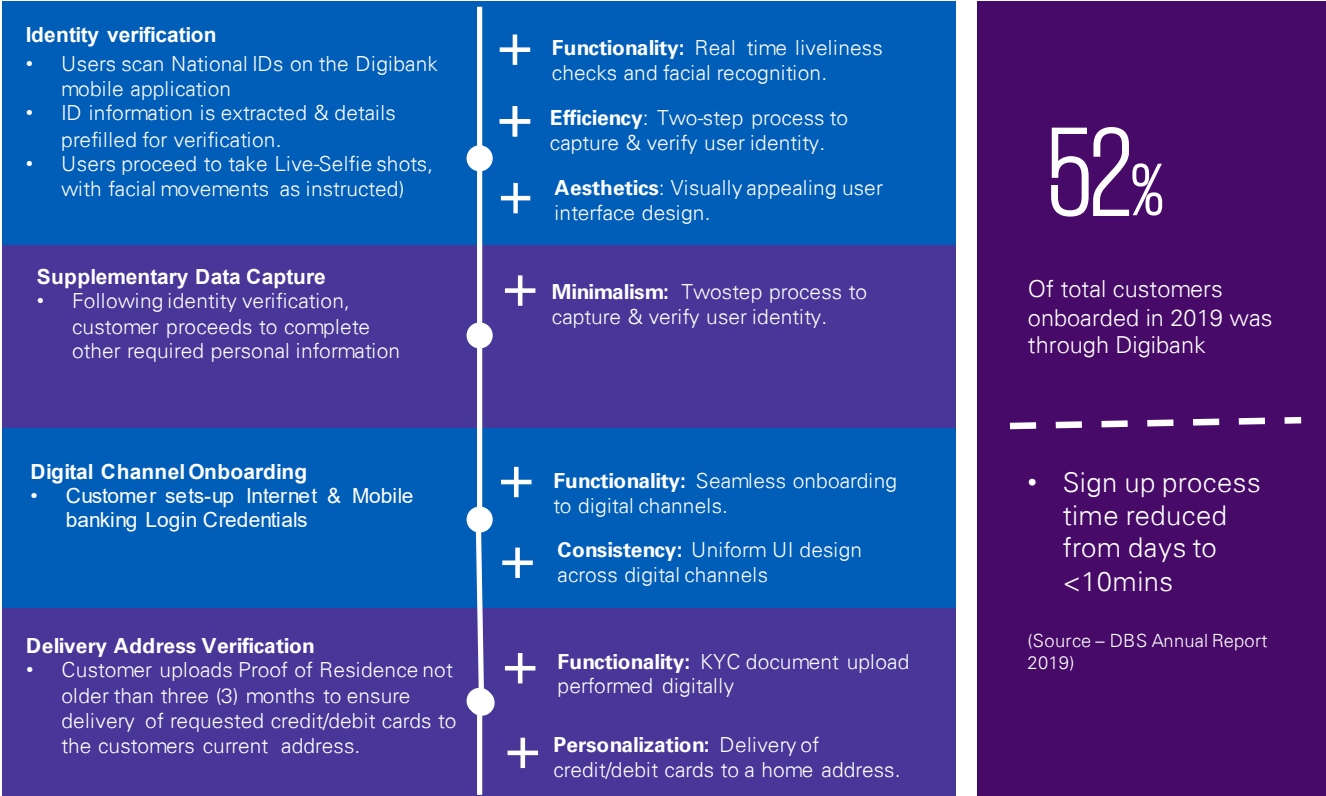 Identity verification
• Users scan National IDs on the Digibank
mobile application
• ID information is extracted & details
prefilled for verification.
• Users proceed to take Live-Selfie shots,
with facial movements as instructed)
+ Functionality: Real time liveliness
checks and facial recognition.
+ Efficiency: Two-step process to
capture & verify user identity.
+ Aesthetics: Visually appealing user
interface design.
Supplementary Data Capture
• Following identity verification,
customer proceeds to complete
other required personal information
+ Minimalism: Twostep process to
capture & verify user identity.
Digital Channel Onboarding
• Customer sets-up Internet & Mobile
banking Login Credentials
+ Functionality: Seamless onboarding
to digital channels.
+ Consistency: Uniform UI design
across digital channels
Delivery Address Verification
• Customer uploads Proof of Residence not
older than three (3) months to ensure
delivery of requested credit/debit cards to
the customers current address.
+ Functionality: KYC document upload
performed digitally
+ Personalization: Delivery of
credit/debit cards to a home address.
52%
Of total customers
onboarded in 2019 was
through Digibank
• Sign up process
time reduced
from days to
<10mins
(Source – DBS Annual Report
2019)